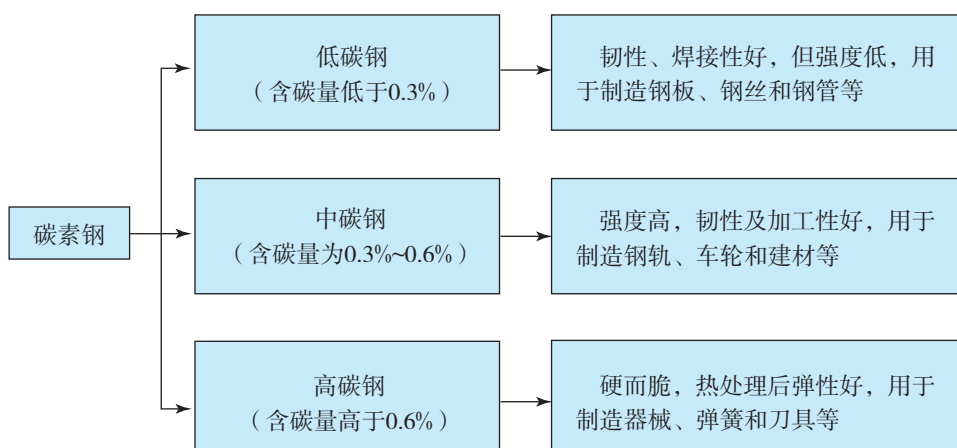 碳素钢
低碳钢
（含碳量低于0.3%）
韧性、焊接性好，但强度低，用
于制造钢板、钢丝和钢管等
中碳钢
（含碳量为0.3%~0.6%）
强度高，韧性及加工性好，用于
制造钢轨、车轮和建材等
高碳钢
（含碳量高于0.6%）
硬而脆，热处理后弹性好，用于
制造器械、弹簧和刀具等